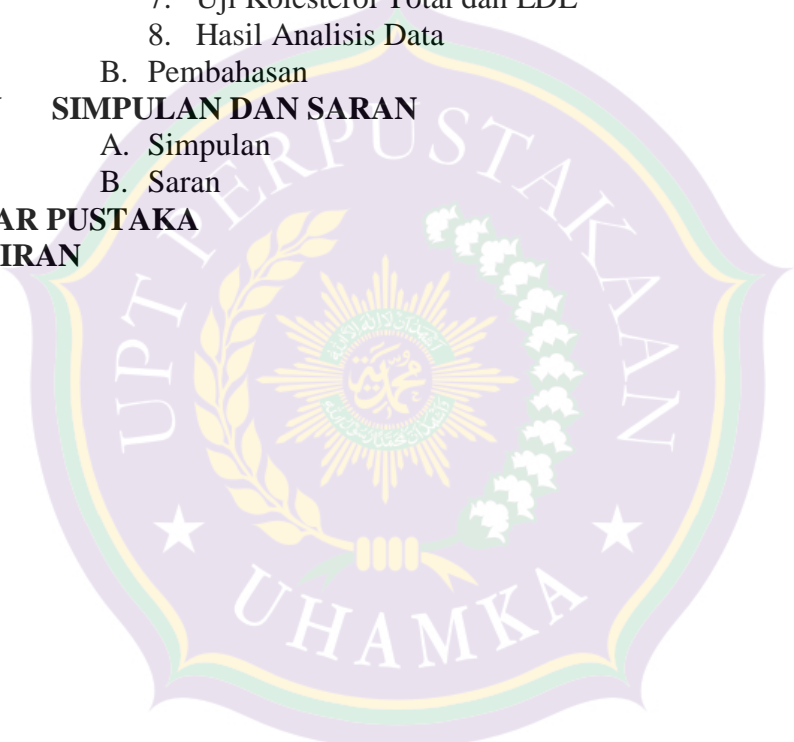 7. Uji Kolesterol Total dan LDL
8. Hasil Analisis Data
B. Pembahasan
SIMPULAN DAN SARAN
A. Simpulan
B. Saran
AR PUSTAKA
IRAN
UPT PERPUSTAKAAN
UHAMKA